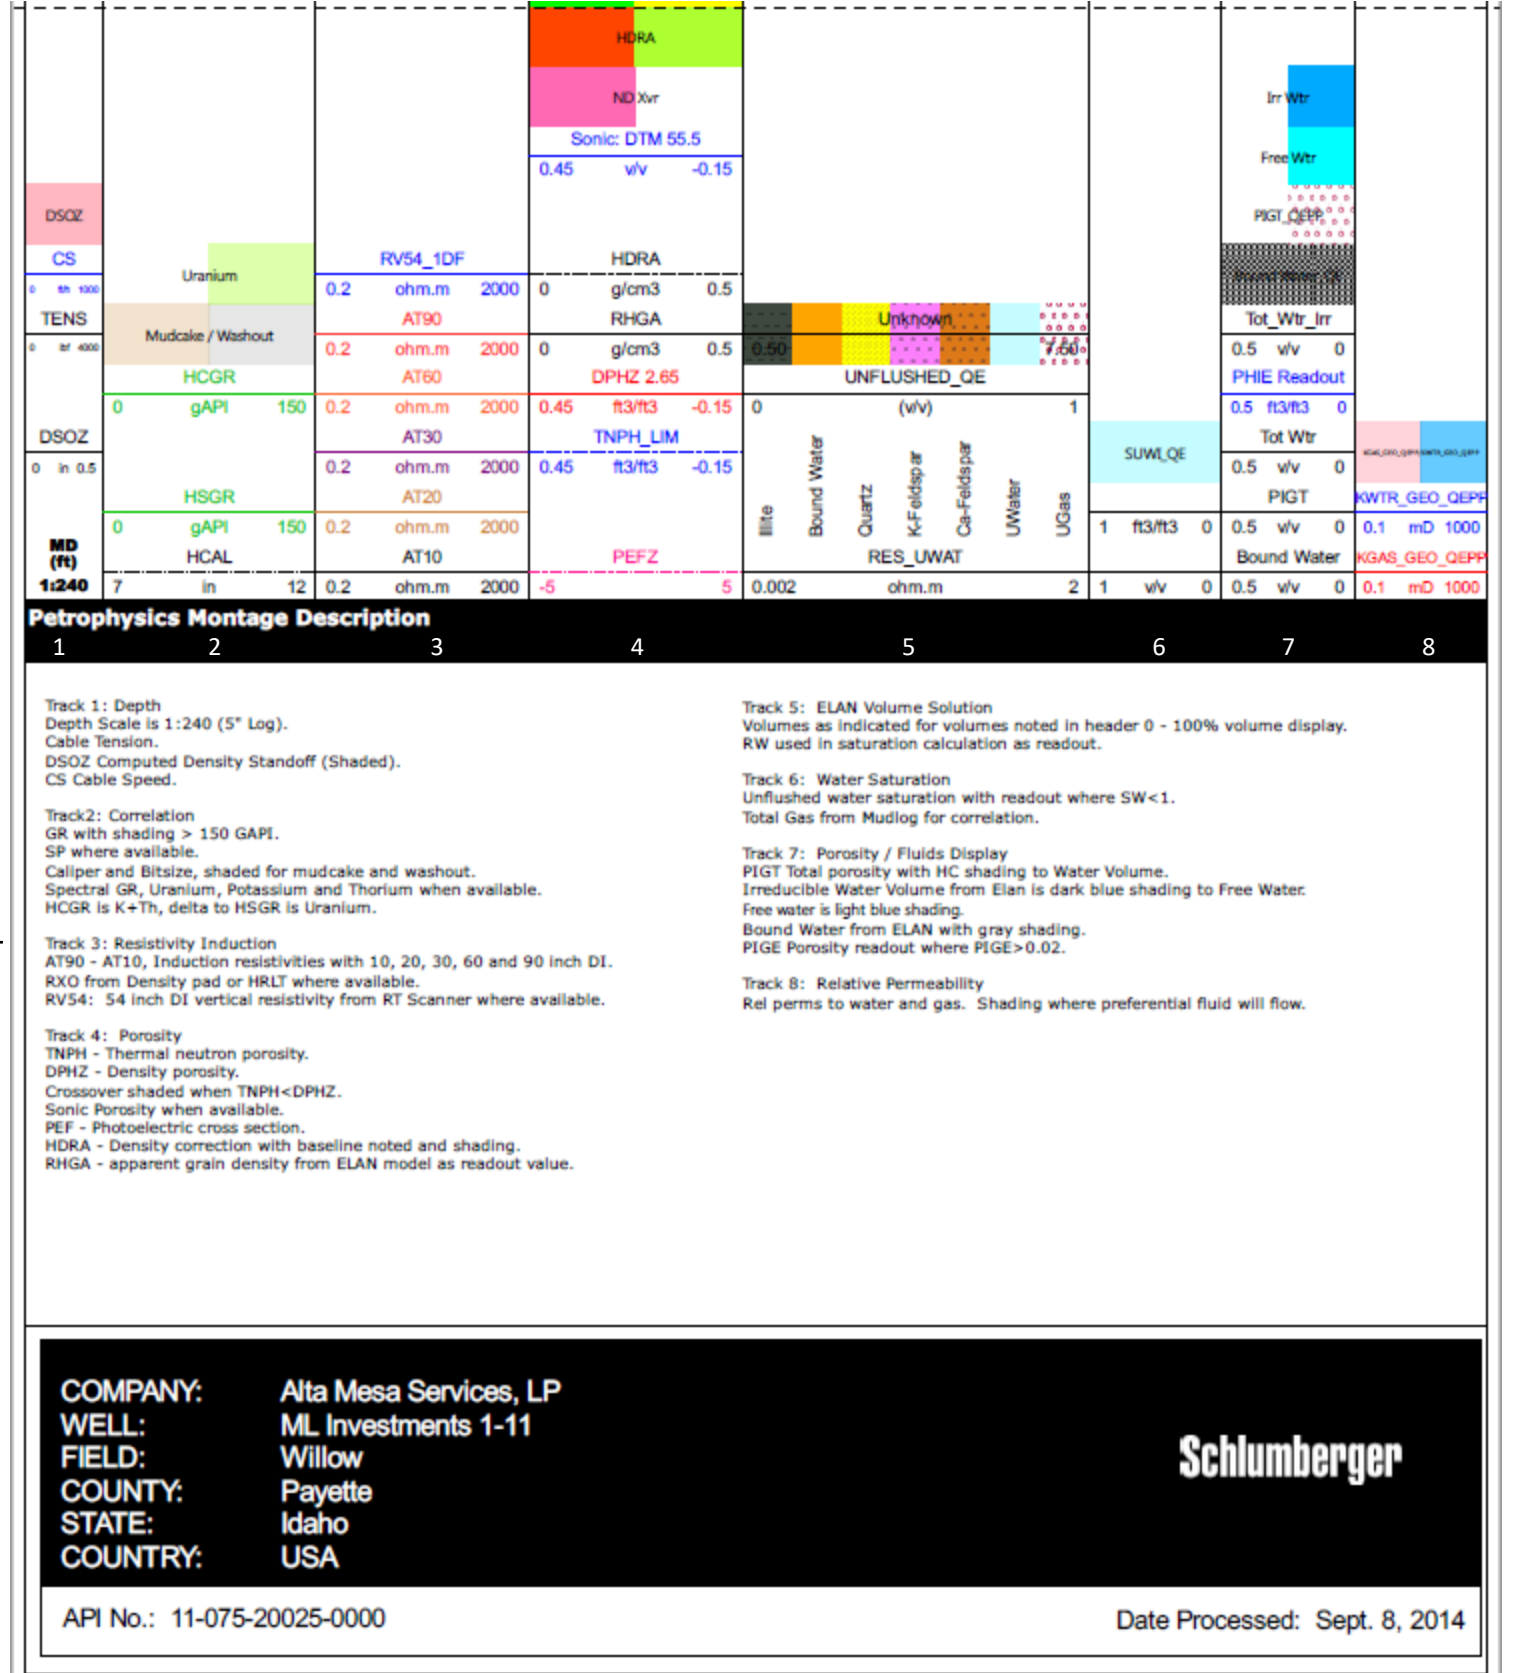 HDRA
ND Xvr
Sonic: DTM 55.5
0.45 v/v -0.15
Irr Wtr
Free Wtr
PIGT_QEPP
DSOZ
CS
0 f/h 1000
TENS
0 lbf 4000
DSOZ
0 in 0.5
MD
(ft)
1:240
Uranium
Mudcake / Washout
HCGR
0 gAPI 150
HSGR
0 gAPI 150
HCAL
7 in 12
RV54_1DF
0.2 ohm.m 2000
AT90
0.2 ohm.m 2000
AT60
0.2 ohm.m 2000
AT30
0.2 ohm.m 2000
AT20
0.2 ohm.m 2000
AT10
0.2 ohm.m 2000
HDRA
0 g/cm3 0.5
RHGA
0 g/cm3 0.5
DPHZ 2.65
0.45 ft3/ft3 -0.15
TNPH_LIM
0.45 ft3/ft3 -0.15
PEFZ
-5 5
Unknown
0.50 7.50
UNFLUSHED_QE
0 (v/v) 1
Illite
Bound Water
Quartz
K-Feldspar
Ca-Feldspar
UWater
UGas
RES_UWAT
0.002 ohm.m 2
SUWI_QE
1 ft3/ft3 0
1 v/v 0
Bound Water_QE
Tot_Wtr_Irr
0.5 v/v 0
PHIE Readout
0.5 ft3/ft3 0
Tot Wtr
0.5 v/v 0
PIGT
0.5 v/v 0
Bound Water
0.5 v/v 0
KGAS_GEO_QEPP KWTR_GEO_QEPP
KWTR_GEO_QEPP
0.1 mD 1000
KGAS_GEO_QEPP
0.1 mD 1000
Petrophysics Montage Description
1 2 3 4 5 6 7 8
Track 1: Depth
Depth Scale is 1:240 (5" Log).
Cable Tension.
DSOZ Computed Density Standoff (Shaded).
CS Cable Speed.
Track2: Correlation
GR with shading > 150 GAPI.
SP where available.
Caliper and Bitsize, shaded for mudcake and washout.
Spectral GR, Uranium, Potassium and Thorium when available.
HCGR is K+Th, delta to HSGR is Uranium.
Track 3: Resistivity Induction
AT90 - AT10, Induction resistivities with 10, 20, 30, 60 and 90 inch DI.
RXO from Density pad or HRLT where available.
RV54: 54 inch DI vertical resistivity from RT Scanner where available.
Track 4: Porosity
TNPH - Thermal neutron porosity.
DPHZ - Density porosity.
Crossover shaded when TNPH<DPHZ.
Sonic Porosity when available.
PEF - Photoelectric cross section.
HDRA - Density correction with baseline noted and shading.
RHGA - apparent grain density from ELAN model as readout value.
Track 5: ELAN Volume Solution
Volumes as indicated for volumes noted in header 0 - 100% volume display.
RW used in saturation calculation as readout.
Track 6: Water Saturation
Unflushed water saturation with readout where SW<1.
Total Gas from Mudlog for correlation.
Track 7: Porosity / Fluids Display
PIGT Total porosity with HC shading to Water Volume.
Irreducible Water Volume from Elan is dark blue shading to Free Water.
Free water is light blue shading.
Bound Water from ELAN with gray shading.
PIGE Porosity readout where PIGE>0.02.
Track 8: Relative Permeability
Rel perms to water and gas. Shading where preferential fluid will flow.
COMPANY: Alta Mesa Services, LP
WELL: ML Investments 1-11
FIELD: Willow
COUNTY: Payette
STATE: Idaho
COUNTRY: USA
Schlumberger
API No.: 11-075-20025-0000
Date Processed: Sept. 8, 2014